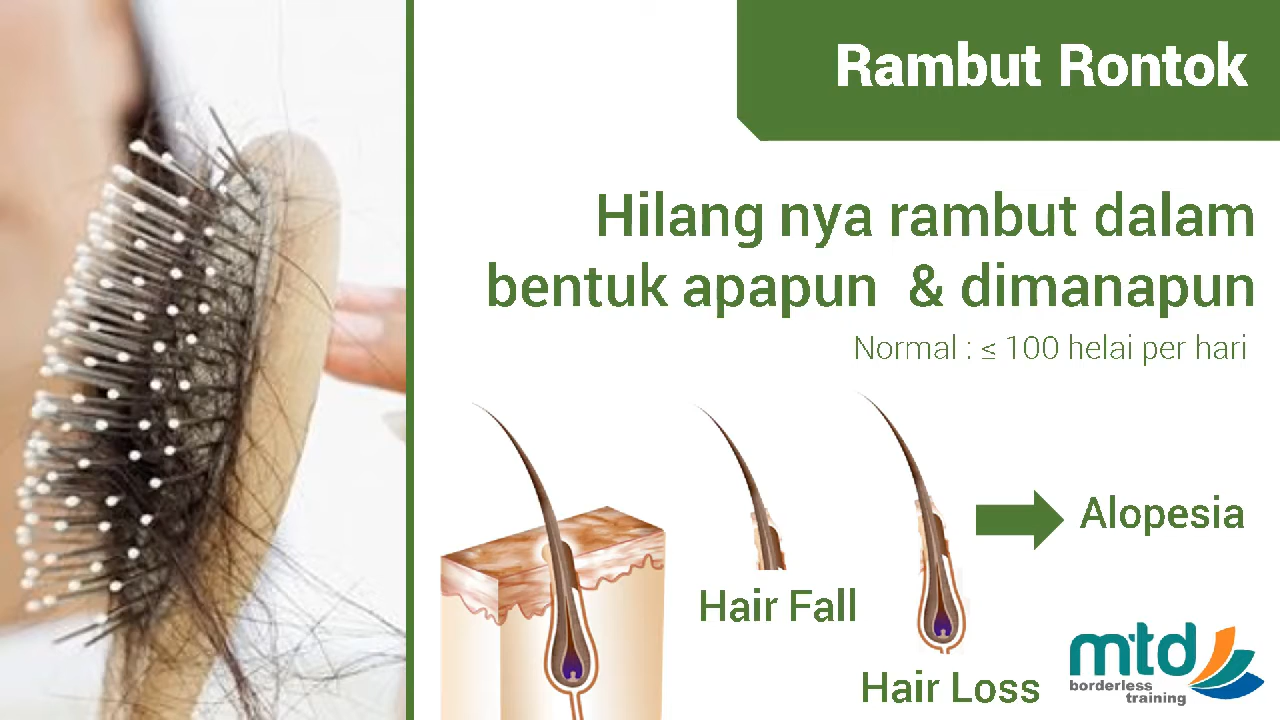 Rambut Rontok
Hilang nya rambut dalam
bentuk apapun & dimanapun
Normal : ≤ 100 helai per hari
Alopesia
Hair Fall
Hair Loss
mtd
borderless
training